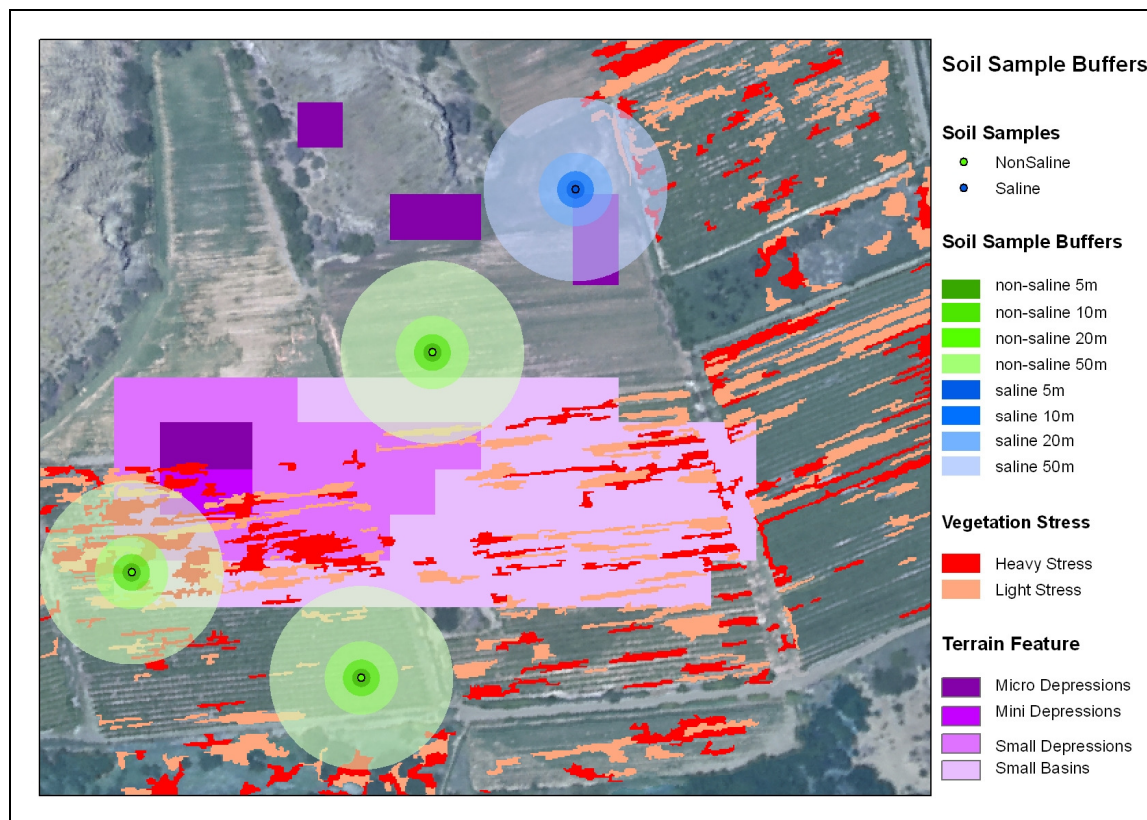 Soil Sample Buffers
Soil Samples
NonSaline
Saline
Soil Sample Buffers
non-saline 5m
non-saline 10m
non-saline 20m
non-saline 50m
saline 5m
saline 10m
saline 20m
saline 50m
Vegetation Stress
Heavy Stress
Light Stress
Terrain Feature
Micro Depressions
Mini Depressions
Small Depressions
Small Basins